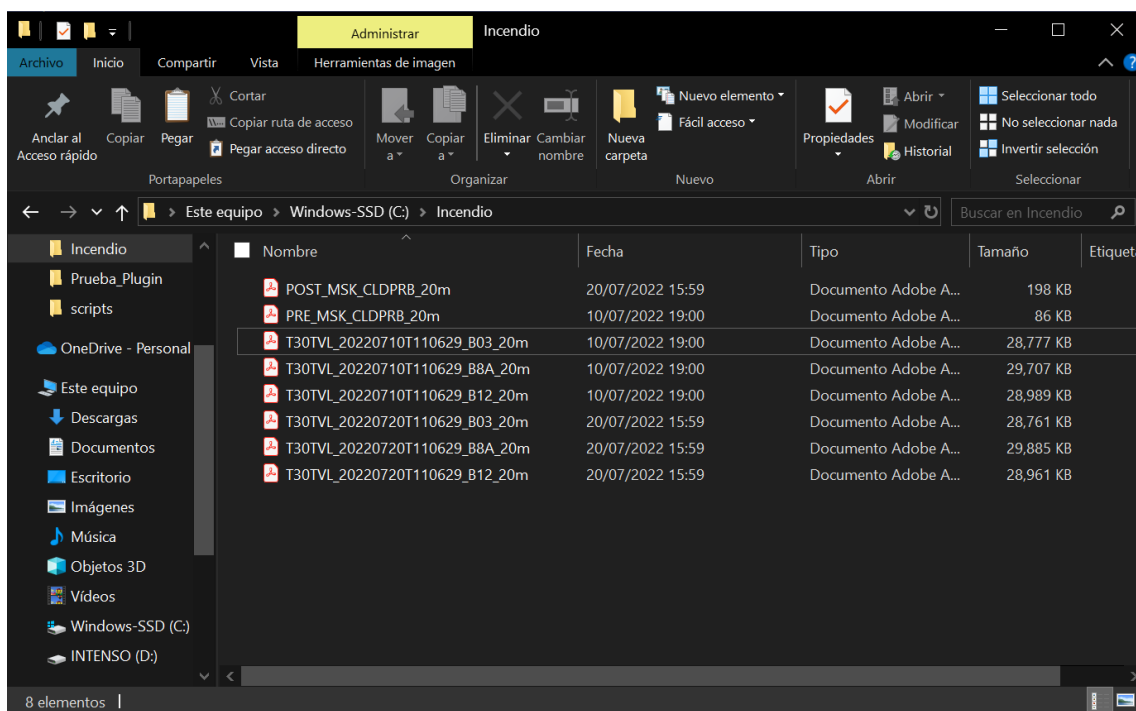 Administrar
Incendio
Archivo Inicio Compartir Vista Herramientas de imagen
Anclar al Acceso rápido
Copiar
Pegar
Cortar
Copiar ruta de acceso
Pegar acceso directo
Portapapeles
Mover a
Copiar a
Eliminar
Cambiar nombre
Organizar
Nueva carpeta
Nuevo elemento
Fácil acceso
Nuevo
Propiedades
Abrir
Modificar
Historial
Abrir
Seleccionar todo
No seleccionar nada
Invertir selección
Seleccionar
Este equipo > Windows-SSD (C:) > Incendio
Buscar en Incendio
Incendio
Prueba_Plugin
scripts
OneDrive - Personal
Este equipo
Descargas
Documentos
Escritorio
Imágenes
Música
Objetos 3D
Vídeos
Windows-SSD (C:)
INTENSO (D:)
Nombre Fecha Tipo Tamaño Etiquet
POST_MSK_CLDPRB_20m 20/07/2022 15:59 Documento Adobe A... 198 KB
PRE_MSK_CLDPRB_20m 10/07/2022 19:00 Documento Adobe A... 86 KB
T30TVL_20220710T110629_B03_20m 10/07/2022 19:00 Documento Adobe A... 28,777 KB
T30TVL_20220710T110629_B8A_20m 10/07/2022 19:00 Documento Adobe A... 29,707 KB
T30TVL_20220710T110629_B12_20m 10/07/2022 19:00 Documento Adobe A... 28,989 KB
T30TVL_20220720T110629_B03_20m 20/07/2022 15:59 Documento Adobe A... 28,761 KB
T30TVL_20220720T110629_B8A_20m 20/07/2022 15:59 Documento Adobe A... 29,885 KB
T30TVL_20220720T110629_B12_20m 20/07/2022 15:59 Documento Adobe A... 28,961 KB
8 elementos